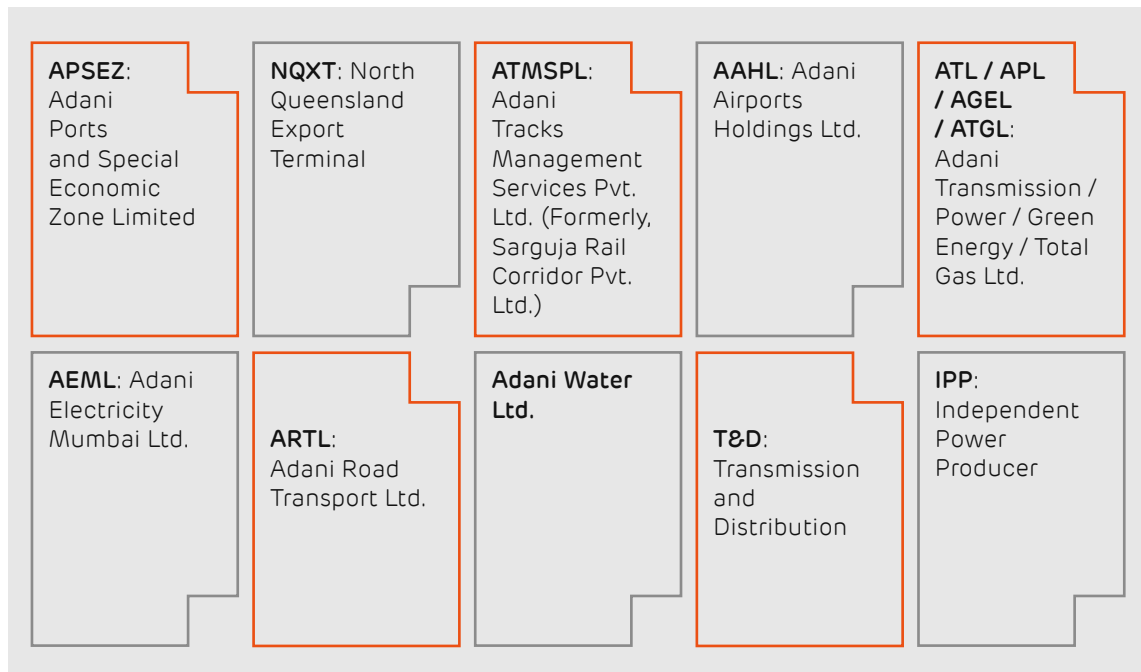 APSEZ:
Adani
Ports
and Special
Economic
Zone Limited
NQXT: North
Queensland
Export
Terminal
ATMSPL:
Adani
Tracks
Management
Services Pvt.
Ltd. (Formerly,
Sarguja Rail
Corridor Pvt.
Ltd.)
AAHL: Adani
Airports
Holdings Ltd.
ATL / APL
/ AGEL
/ ATGL:
Adani
Transmission /
Power / Green
Energy / Total
Gas Ltd.
AEML: Adani
Electricity
Mumbai Ltd.
ARTL:
Adani Road
Transport Ltd.
Adani Water
Ltd.
T&D:
Transmission
and
Distribution
IPP:
Independent
Power
Producer